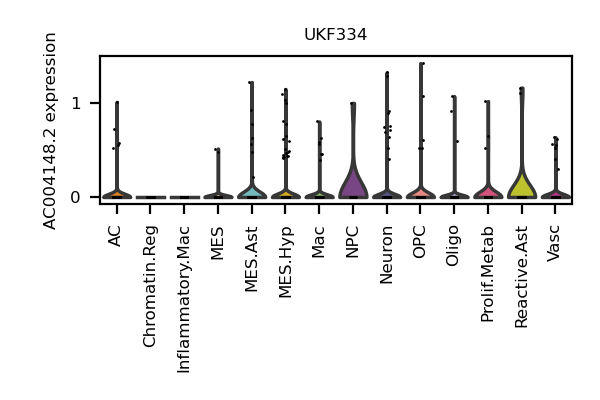 UKF334
AC004148.2 expression
1
0
AC
Chromatin.Reg
Inflammatory.Mac
MES
MES.Ast
MES.Hyp
Mac
NPC
Neuron
OPC
Oligo
Prolif.Metab
Reactive.Ast
Vasc